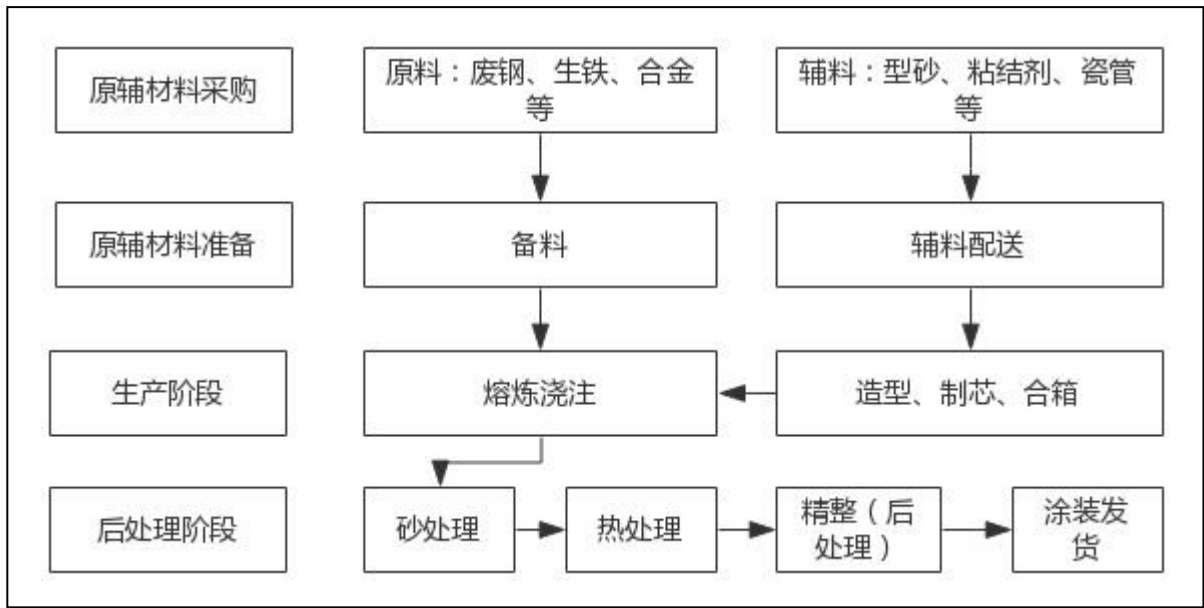 原辅材料采购
原料：废钢、生铁、合金
等
辅料：型砂、粘结剂、瓷管
等
原辅材料准备
备料
辅料配送
生产阶段
熔炼浇注
造型、制芯、合箱
后处理阶段
砂处理
热处理
精整（后
处理）
涂装发
货